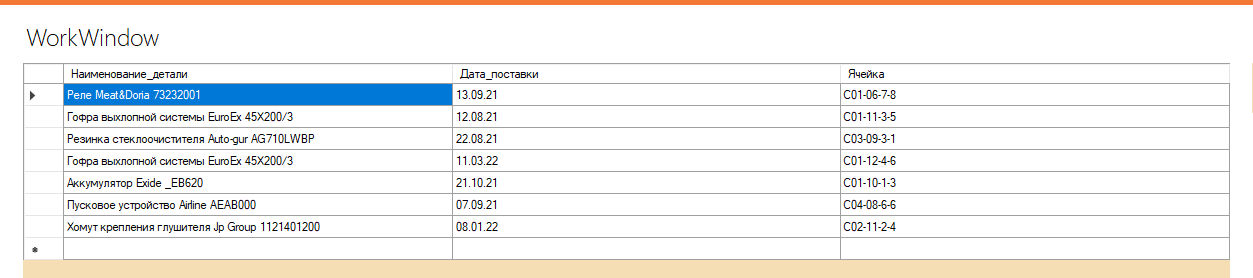 WorkWindow
Наименование_детали Дата_поставки Ячейка
Реле Meat&Doria 73232001 13.09.21 C01-06-7-8
Гофра выхлопной системы EuroEx 45X200/3 12.08.21 C01-11-3-5
Резинка стеклоочистителя Auto-gur AG710LWBP 22.08.21 C03-09-3-1
Гофра выхлопной системы EuroEx 45X200/3 11.03.22 C01-12-4-6
Аккумулятор Exide _EB620 21.10.21 C01-10-1-3
Пусковое устройство Airline AEAB000 07.09.21 C04-08-6-6
Хомут крепления глушителя Jp Group 1121401200 08.01.22 C02-11-2-4